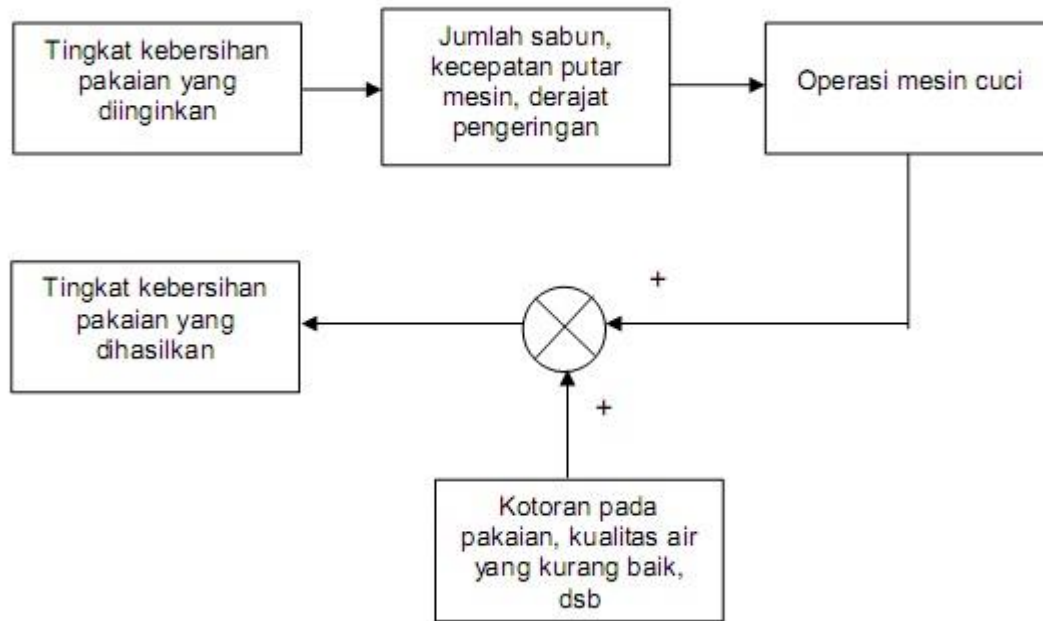 Tingkat kebersihan
pakaian yang
diinginkan
Jumlah sabun,
kecepatan putar
mesin, derajat
pengeringan
Operasi mesin cuci
Tingkat kebersihan
pakaian yang
dihasilkan
+
+
Kotoran pada
pakaian, kualitas air
yang kurang baik,
dsb